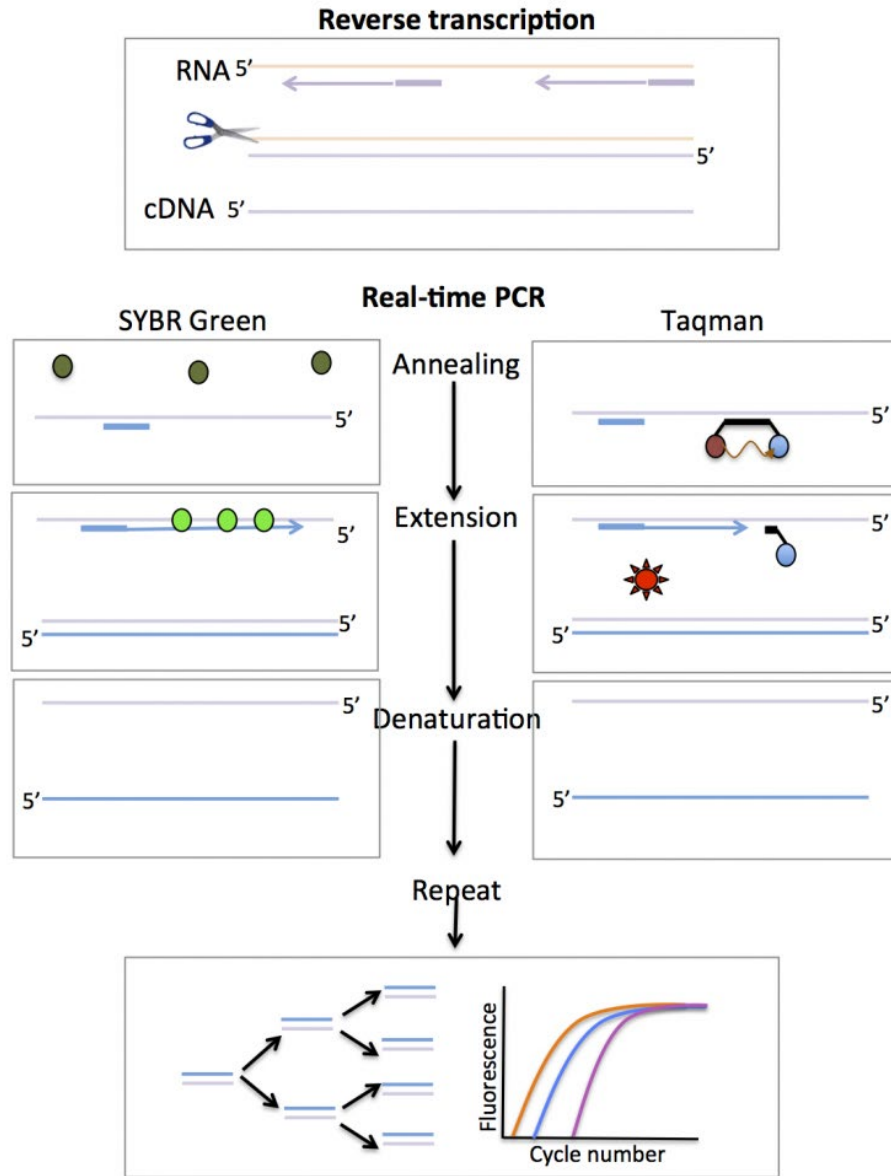 Reverse transcription
RNA 5’
5’
cDNA 5’
Real-time PCR
SYBR Green
Taqman
Annealing
5’
5’
Extension
5’
5’
5’
5’
5’
5’
Denaturation
5’
5’
5’
5’
Repeat
Fluorescence
Cycle number